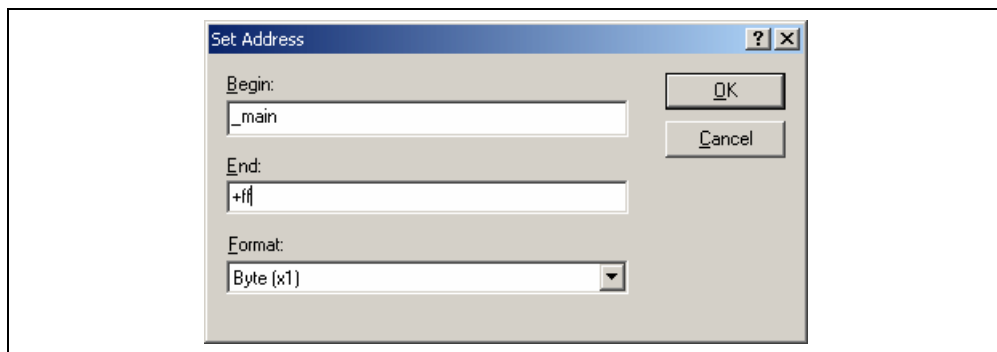 Set Address
Begin:
OK
_main
Cancel
End:
+ff
Format:
Byte (x1)